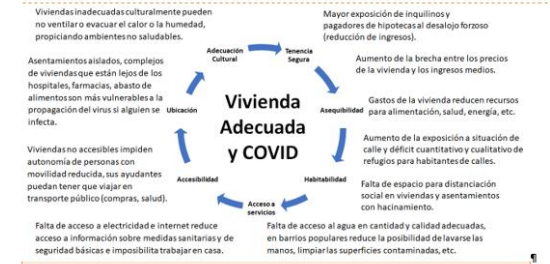 Viviendas inadecuadas culturalmente pueden
no ventilar o evacuar el calor o la humedad,
propiciando ambientes no saludables.
Mayor exposición de inquilinos y
pagadores de hipotecas al desalojo forzoso
(reducción de ingresos).
Adecuación
Cultural
Tenencia
Segura
Asentamientos aislados, complejos
de viviendas que están lejos de los
hospitales, farmacias, abasto de
alimentos son más vulnerables a la
propagación del virus si alguien se
infecta.
Aumento de la brecha entre los precios
de la vivienda y los ingresos medios.
Ubicación
Vivienda
Adecuada
y COVID
Asequibilidad
Gastos de la vivienda reducen recursos
para alimentación, salud, energía, etc.
Aumento de la exposición a situación de
calle y déficit cuantitativo y cualitativo de
refugios para habitantes de calles.
Viviendas no accesibles impiden
autonomía de personas con
movilidad reducida, sus ayudantes
puedan tener que viajar en
transporte público (compras, salud).
Accesibilidad
Habitabilidad
Falta de espacio para distanciación
social en viviendas y asentamientos
con hacinamiento.
Acceso a
servicios
Falta de acceso a electricidad e internet reduce
acceso a información sobre medidas sanitarias y de
seguridad básicas e imposibilita trabajar en casa.
Falta de acceso al agua en cantidad y calidad adecuadas,
en barrios populares reduce la posibilidad de lavarse las
manos, limpiar las superficies contaminadas, etc.
¶